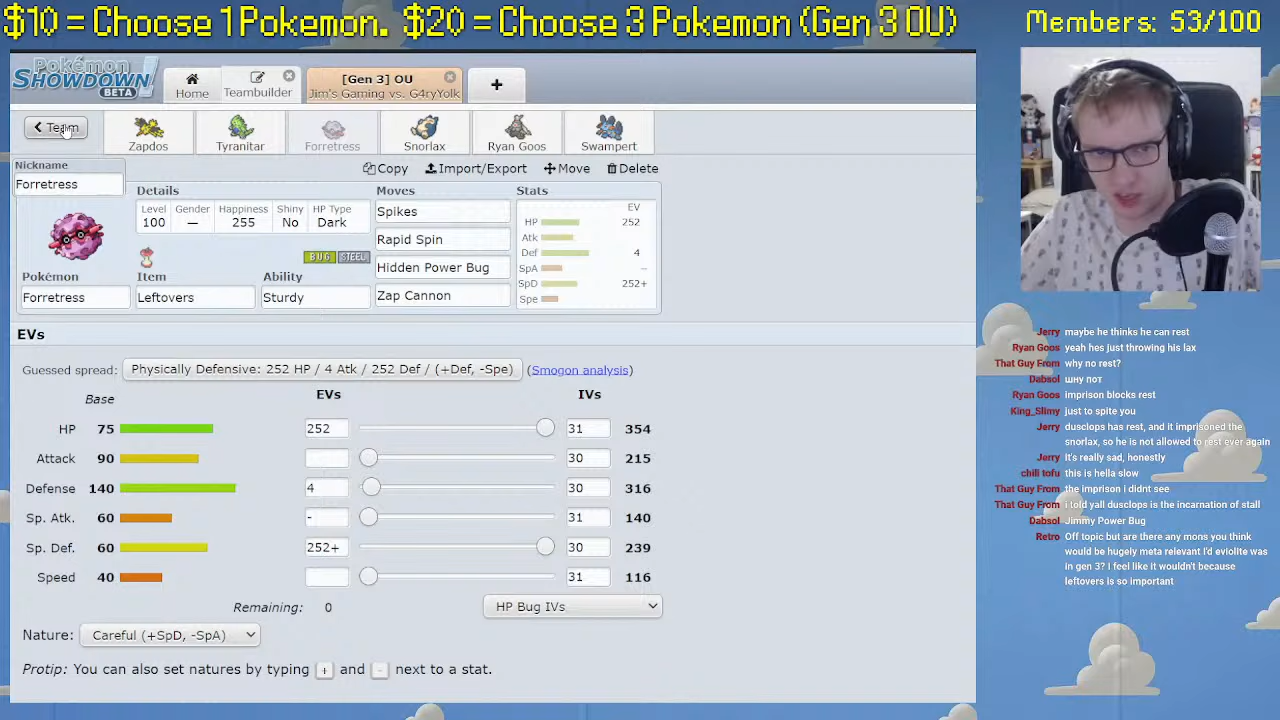 $10 = Choose 1 Pokemon. $20 = Choose 3 Pokemon (Gen 3 OU)
Members: 53/100
Pokémon
SHOWDOWN!
BETA
Home
Teambuilder
[Gen 3] OU
Jim's Gaming vs. G4ryYolk
+
Team
Zapdos
Tyranitar
Forretress
Snorlax
Ryan Goos
Swampert
Copy
Import/Export
Move
Delete
Nickname
Forretress
Details
Level
Gender
Happiness
Shiny
HP Type
100
—
255
No
Dark
BUG
STEEL
Pokémon
Forretress
Item
Leftovers
Ability
Sturdy
Moves
Spikes
Rapid Spin
Hidden Power Bug
Zap Cannon
Stats
EV
HP 252
Atk
Def 4
SpA –
SpD 252+
Spe
EVs
Guessed spread: Physically Defensive: 252 HP / 4 Atk / 252 Def / (+Def, -Spe) (Smogon analysis)
Base EVs IVs
HP 75 252 31 354
Attack 90 30 215
Defense 140 4 30 316
Sp. Atk. 60 - 31 140
Sp. Def. 60 252+ 30 239
Speed 40 31 116
Remaining: 0 HP Bug IVs
Nature: Careful (+SpD, -SpA)
Protip: You can also set natures by typing + and - next to a stat.
Jerry maybe he thinks he can rest
Ryan Goos yeah hes just throwing his lax
That Guy From why no rest?
Dabsol шну пот
Ryan Goos imprison blocks rest
King_Slimy just to spite you
Jerry dusclops has rest, and it imprisoned the
snorlax, so he is not allowed to rest ever again
Jerry It's really sad, honestly
chili tofu this is hella slow
That Guy From the imprison i didnt see
That Guy From i told yall dusclops is the incarnation of stall
Dabsol Jimmy Power Bug
Retro Off topic but are there any mons you think
would be hugely meta relevant I'd eviolite was
in gen 3? I feel like it wouldn't because
leftovers is so important